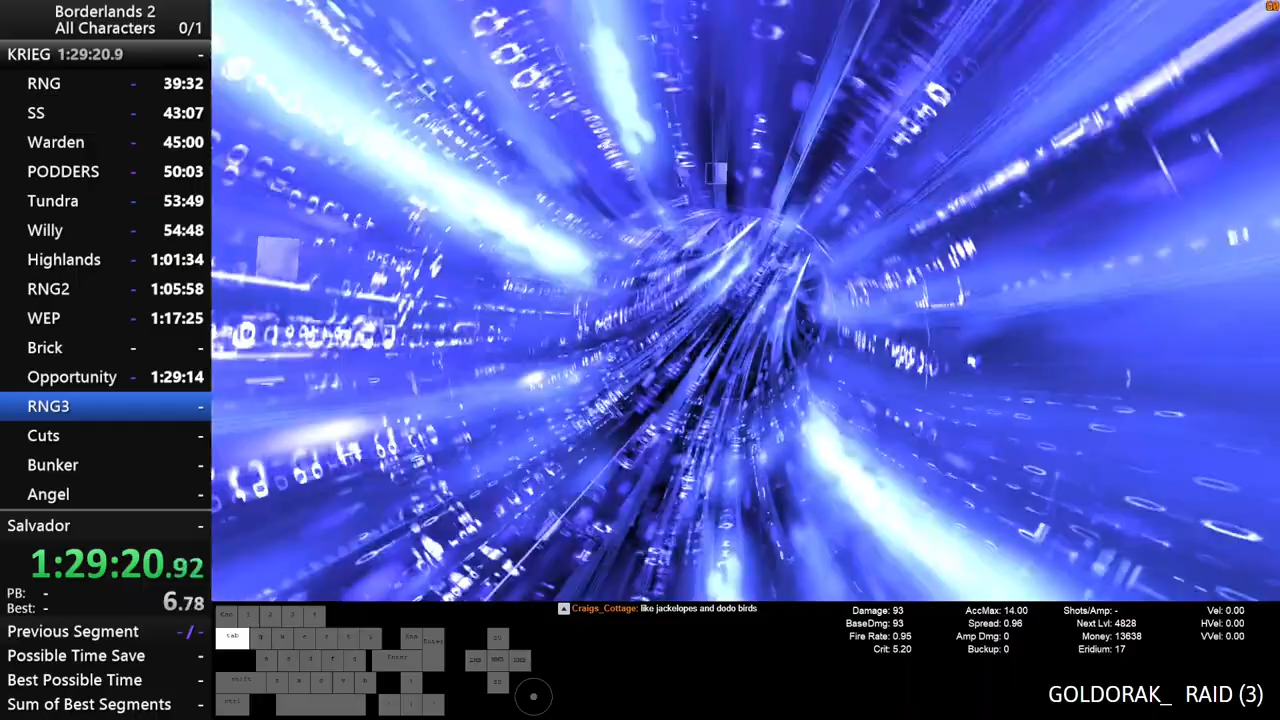 Borderlands 2
All Characters 0/1
KRIEG 1:29:20.9 -
RNG - 39:32
SS - 43:07
Warden - 45:00
PODDERS - 50:03
Tundra - 53:49
Willy - 54:48
Highlands - 1:01:34
RNG2 - 1:05:58
WEP - 1:17:25
Brick - -
Opportunity - 1:29:14
RNG3 -
Cuts -
Bunker -
Angel -
Salvador -
1:29:20.92
PB: -
Best: -
6.78
Previous Segment - / -
Possible Time Save -
Best Possible Time -
Sum of Best Segments -
tab
shift
ctrl
Enter
Craigs_Cottage: like jackelopes and dodo birds
Damage: 93 AccMax: 14.00 Shots/Amp: - Vel: 0.00
BaseDmg: 93 Spread: 0.96 Next Lvl: 4828 HVel: 0.00
Fire Rate: 0.95 Amp Dmg: 0 Money: 13638 VVel: 0.00
Crit: 5.20 Buckup: 0 Eridium: 17
GOLDORAK_ RAID (3)